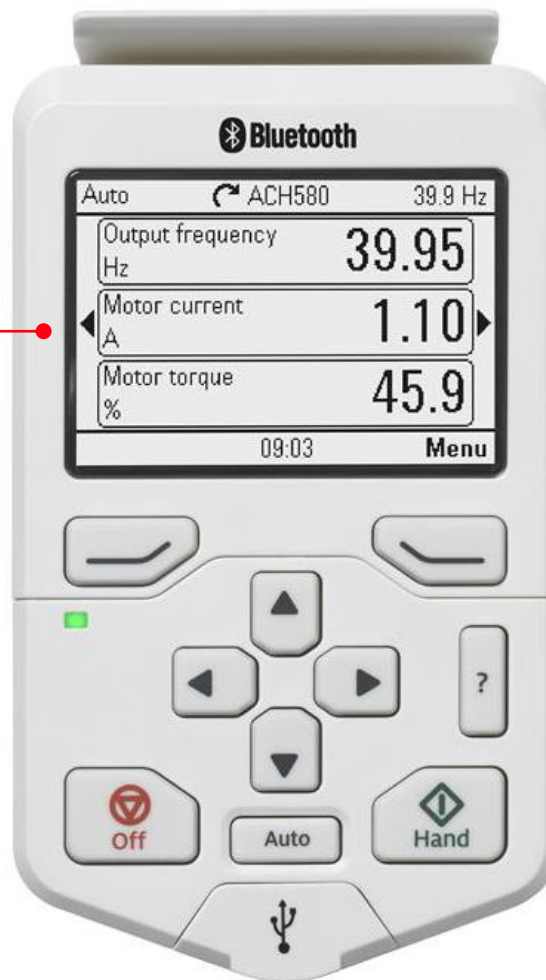 Bluetooth
Auto ACH580 39.9 Hz
Output frequency
Hz
39.95
Motor current
A
1.10
Motor torque
%
45.9
09:03 Menu
?
Off
Auto
Hand